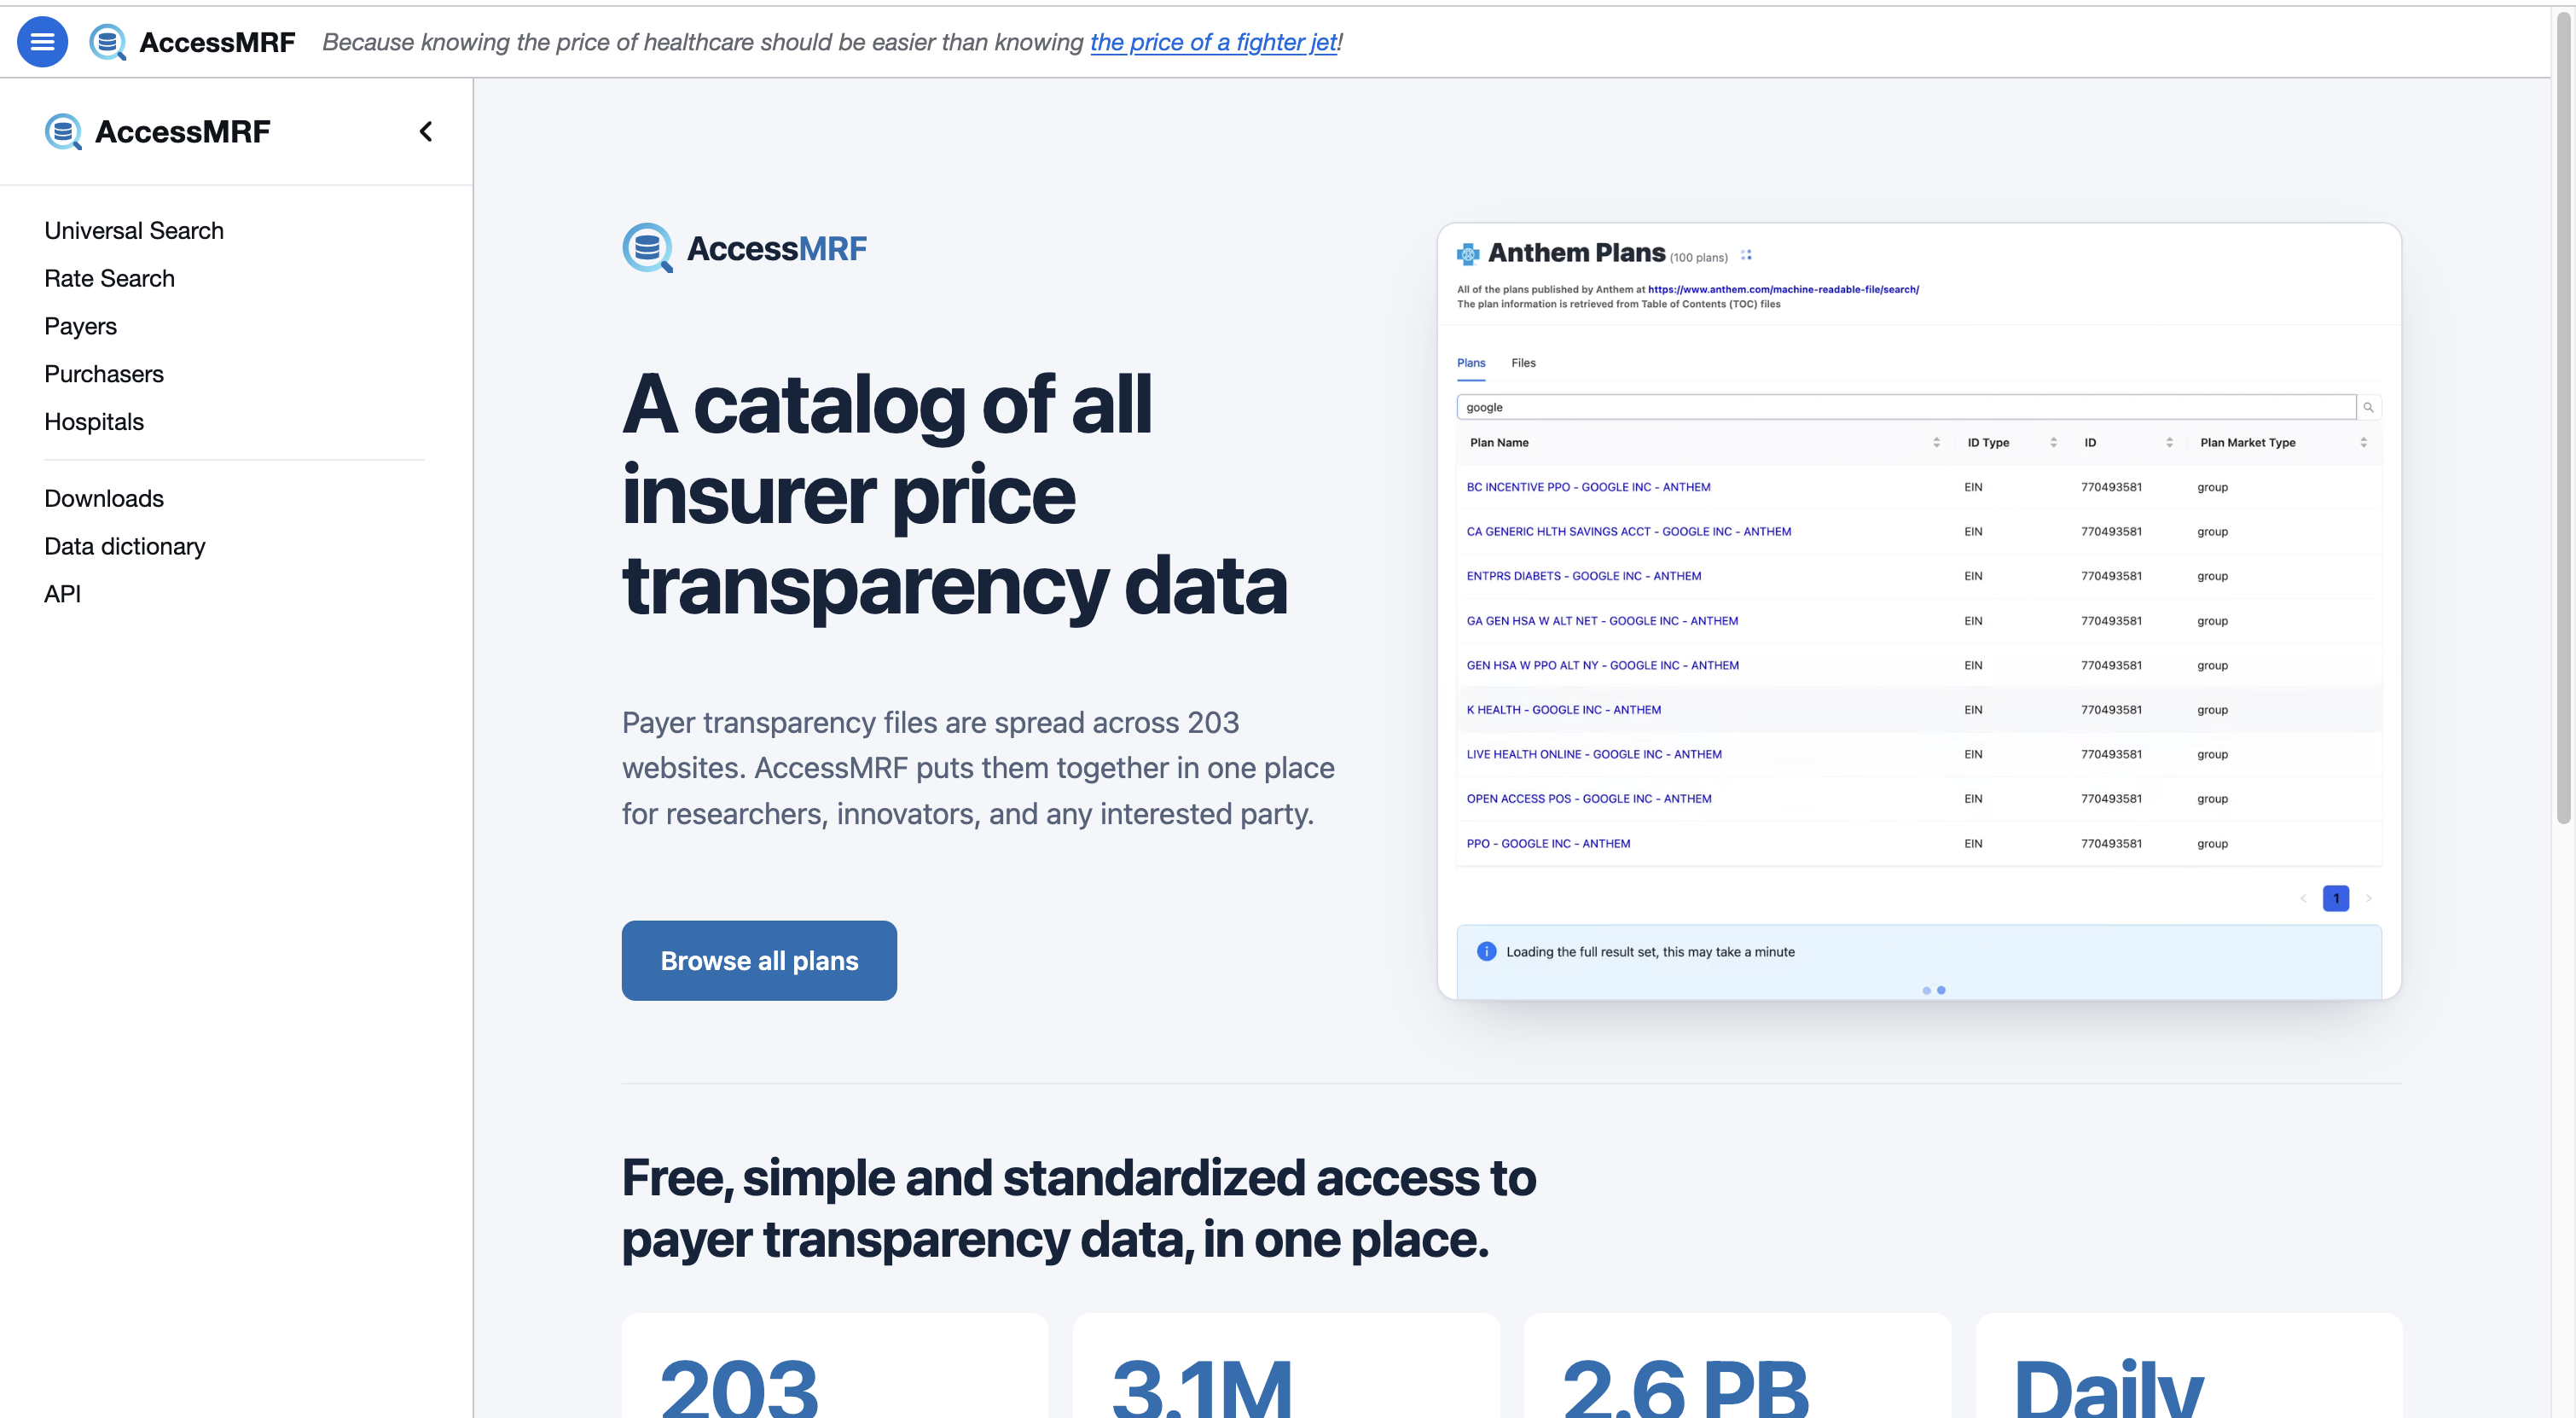 AccessMRF
Because knowing the price of healthcare should be easier than knowing the price of a fighter jet!
AccessMRF
Universal Search
Rate Search
Payers
Purchasers
Hospitals
Downloads
Data dictionary
API
AccessMRF
A catalog of all
insurer price
transparency data
Payer transparency files are spread across 203
websites. AccessMRF puts them together in one place
for researchers, innovators, and any interested party.
Browse all plans
Anthem Plans (100 plans)
All of the plans published by Anthem at https://www.anthem.com/machine-readable-file/search/
The plan information is retrieved from Table of Contents (TOC) files
Plans Files
google
Plan Name ID Type ID Plan Market Type
BC INCENTIVE PPO - GOOGLE INC - ANTHEM EIN 770493581 group
CA GENERIC HLTH SAVINGS ACCT - GOOGLE INC - ANTHEM EIN 770493581 group
ENTPRS DIABETS - GOOGLE INC - ANTHEM EIN 770493581 group
GA GEN HSA W ALT NET - GOOGLE INC - ANTHEM EIN 770493581 group
GEN HSA W PPO ALT NY - GOOGLE INC - ANTHEM EIN 770493581 group
K HEALTH - GOOGLE INC - ANTHEM EIN 770493581 group
LIVE HEALTH ONLINE - GOOGLE INC - ANTHEM EIN 770493581 group
OPEN ACCESS POS - GOOGLE INC - ANTHEM EIN 770493581 group
PPO - GOOGLE INC - ANTHEM EIN 770493581 group
1
Loading the full result set, this may take a minute
Free, simple and standardized access to
payer transparency data, in one place.
203
3.1M
2.6 PB
Daily